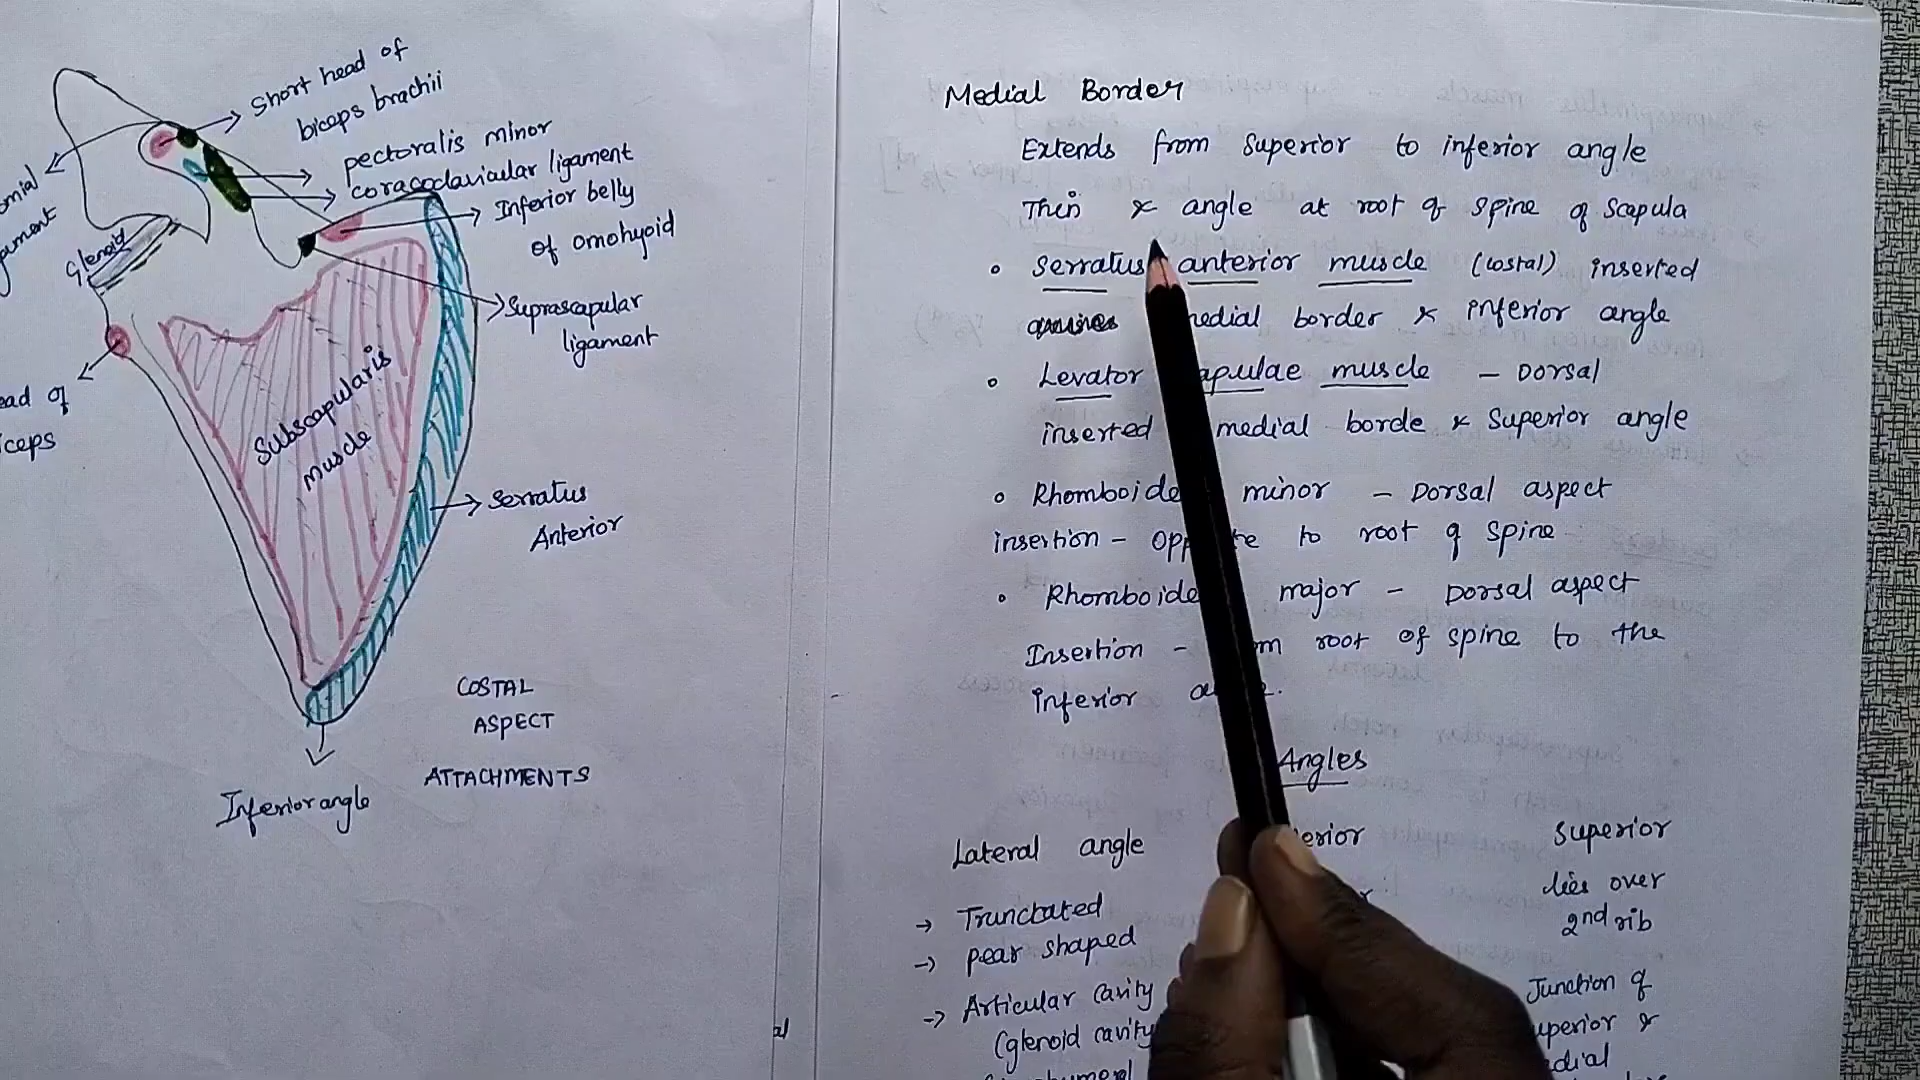 Short head of
biceps brachii
pectoralis minor
coracoclavicular ligament
Inferior belly
of omohyoid
Glenoid
Suprascapular
ligament
Subscapularis
muscle
Serratus
Anterior
COSTAL
ASPECT
ATTACHMENTS
Inferior angle
Medial Border
Extends from Superior to inferior angle
Thin & angle at root of spine of Scapula
Serratus anterior muscle (costal) inserted
medial border & inferior angle
Levator muscle - Dorsal
inserted medial borde & Superior angle
Rhomboide minor - Dorsal aspect
insertion - to root of Spine
Rhomboide major - Dorsal aspect
Insertion - root of spine to the
inferior
Angles
Lateral angle
→ Trunctated
→ pear shaped
→ Articular cavity
(glenoid cavity
Superior
lies over
2nd rib
Junction of